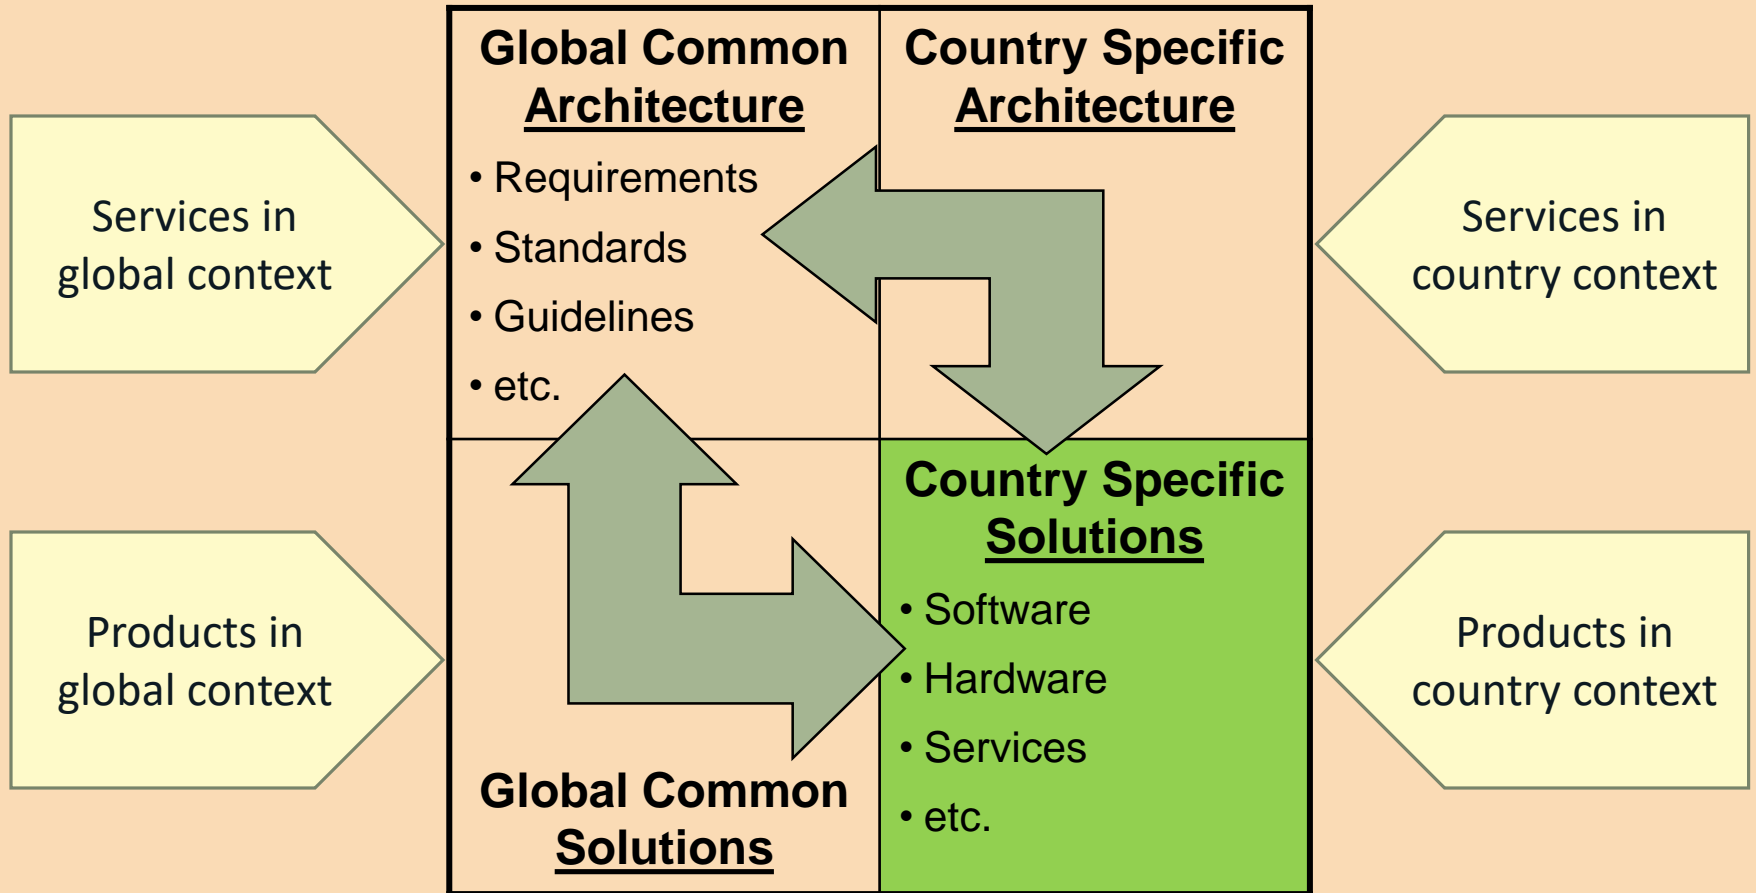 Global Common
Architecture
• Requirements
• Standards
• Guidelines
• etc.
Country Specific
Architecture
Services in
global context
Services in
country context
Products in
global context
Global Common
Solutions
Country Specific
Solutions
• Software
• Hardware
• Services
• etc.
Products in
country context